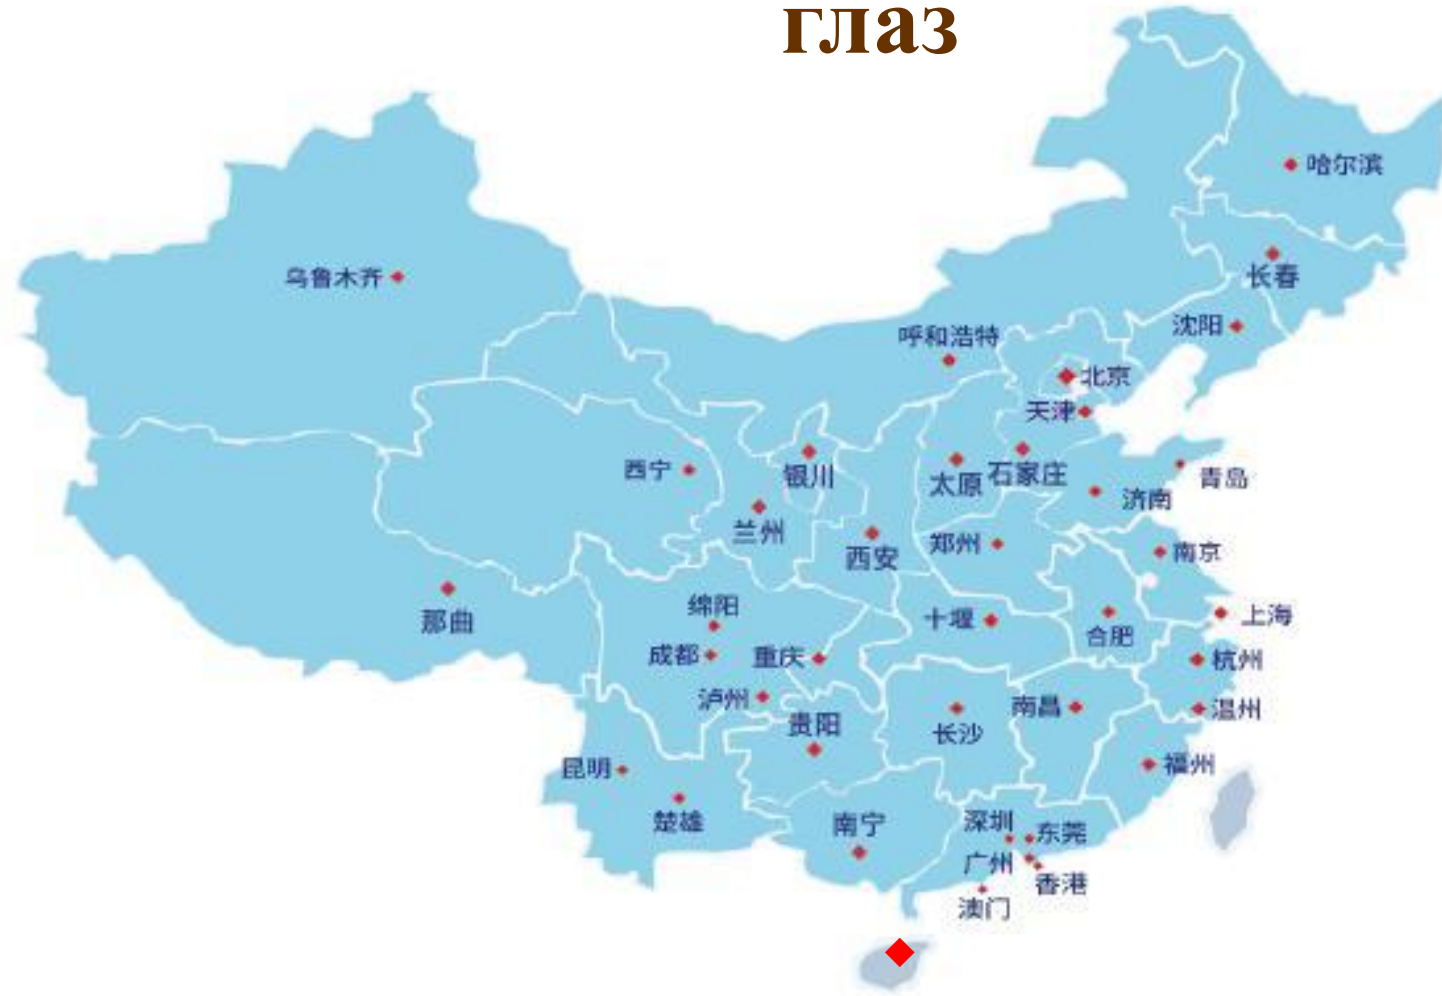 глаз
哈尔滨
乌鲁木齐
长春
沈阳
呼和浩特
北京
天津
西宁
银川
太原
石家庄
青岛
济南
兰州
西安
郑州
南京
那曲
绵阳
十堰
合肥
上海
成都
重庆
杭州
泸州
南昌
温州
贵阳
长沙
昆明
福州
楚雄
南宁
深圳
东莞
广州
香港
澳门